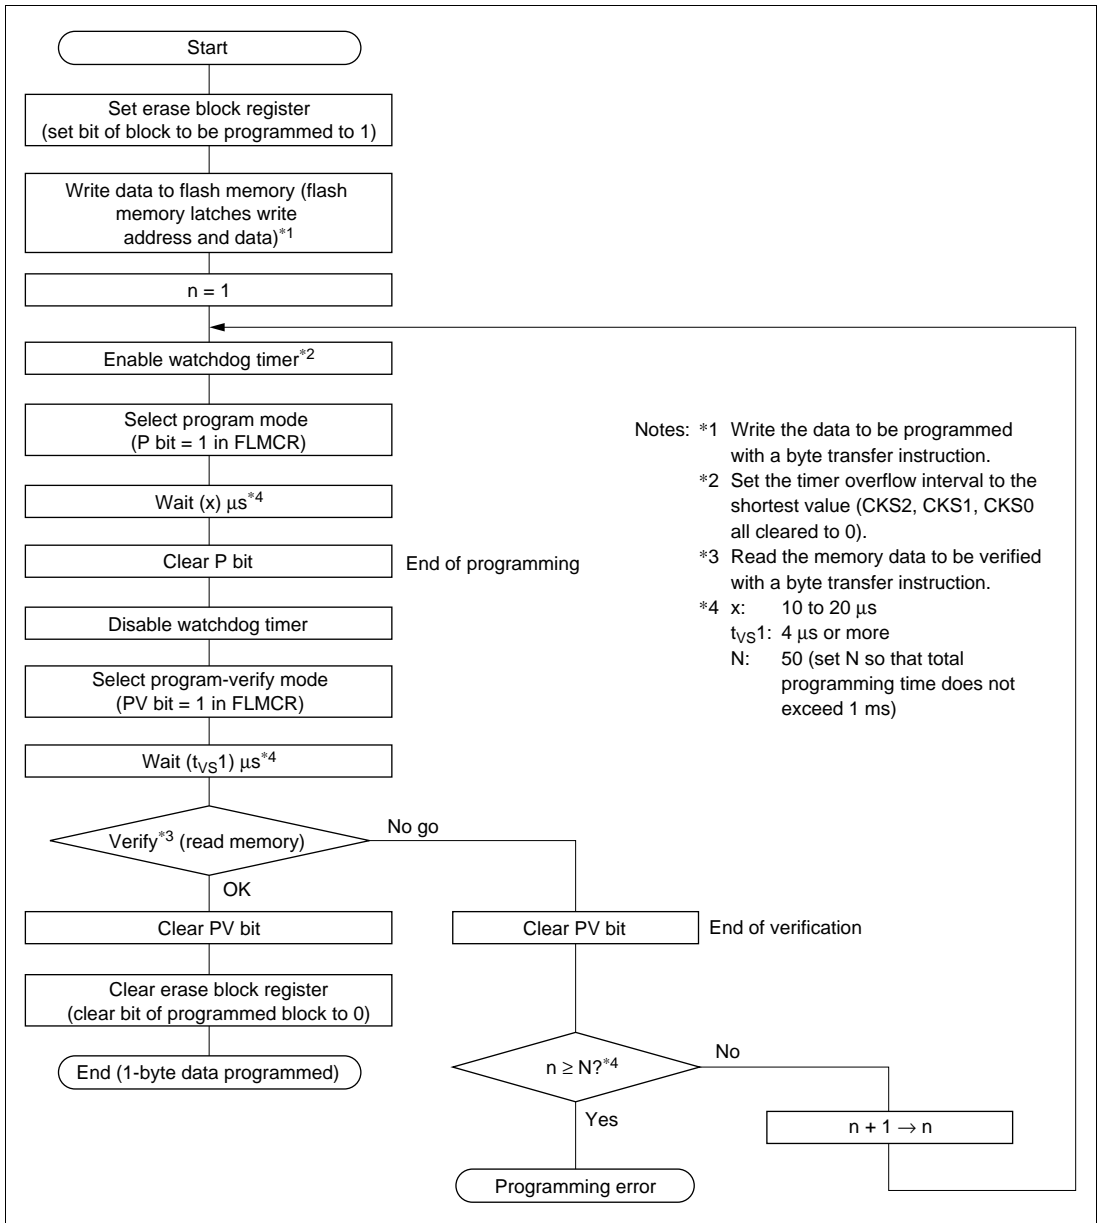 Start
Set erase block register
(set bit of block to be programmed to 1)
Write data to flash memory (flash
memory latches write
address and data)*1
n = 1
Enable watchdog timer*2
Select program mode
(P bit = 1 in FLMCR)
Wait (x) μs*4
Clear P bit
End of programming
Disable watchdog timer
Select program-verify mode
(PV bit = 1 in FLMCR)
Wait (tVS1) μs*4
Verify*3 (read memory)
No go
OK
Clear PV bit
Clear erase block register
(clear bit of programmed block to 0)
End (1-byte data programmed)
Clear PV bit
End of verification
n ≥ N?*4
No
Yes
n + 1 → n
Programming error
Notes: *1 Write the data to be programmed
with a byte transfer instruction.
*2 Set the timer overflow interval to the
shortest value (CKS2, CKS1, CKS0
all cleared to 0).
*3 Read the memory data to be verified
with a byte transfer instruction.
*4 x: 10 to 20 μs
tVS1: 4 μs or more
N: 50 (set N so that total
programming time does not
exceed 1 ms)